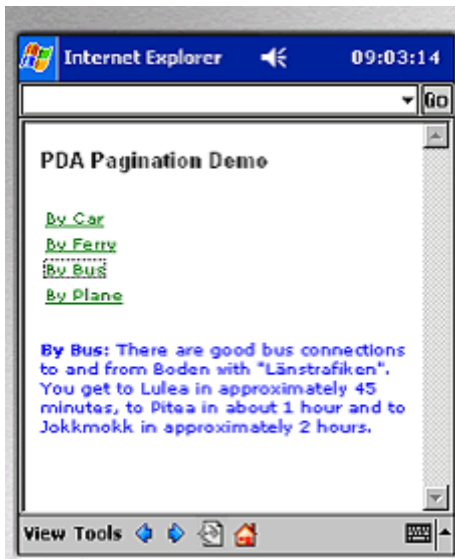 Internet Explorer 09:03:14
Go
PDA Pagination Demo
By Car
By Ferry
By Bus
By Plane
By Bus: There are good bus connections
to and from Boden with "Länstrafiken".
You get to Lulea in approximately 45
minutes, to Pitea in about 1 hour and to
Jokkmokk in approximately 2 hours.
View Tools